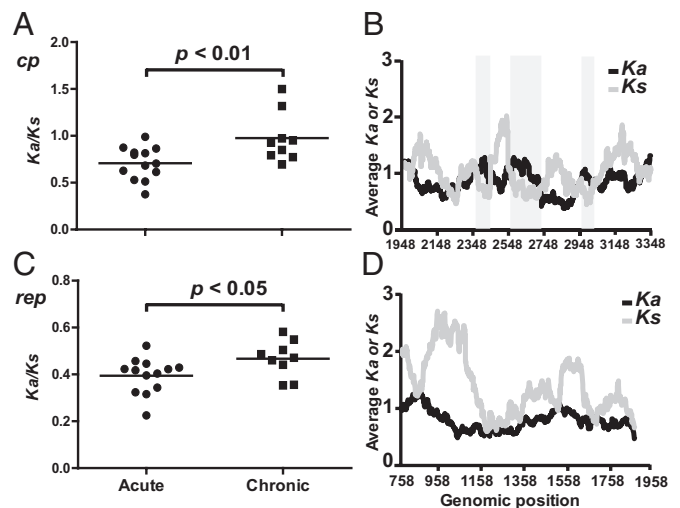 A
cp
p < 0.01
2.0
1.5
1.0
0.5
0.0
Ka/Ks
B
Ka
Ks
3
2
1
0
Average Ka or Ks
1948 2148 2348 2548 2748 2948 3148 3348
C
rep
p < 0.05
0.8
0.6
0.4
0.2
0.0
Ka/Ks
Acute Chronic
D
Ka
Ks
3
2
1
0
Average Ka or Ks
758 958 1158 1358 1558 1758 1958
Genomic position